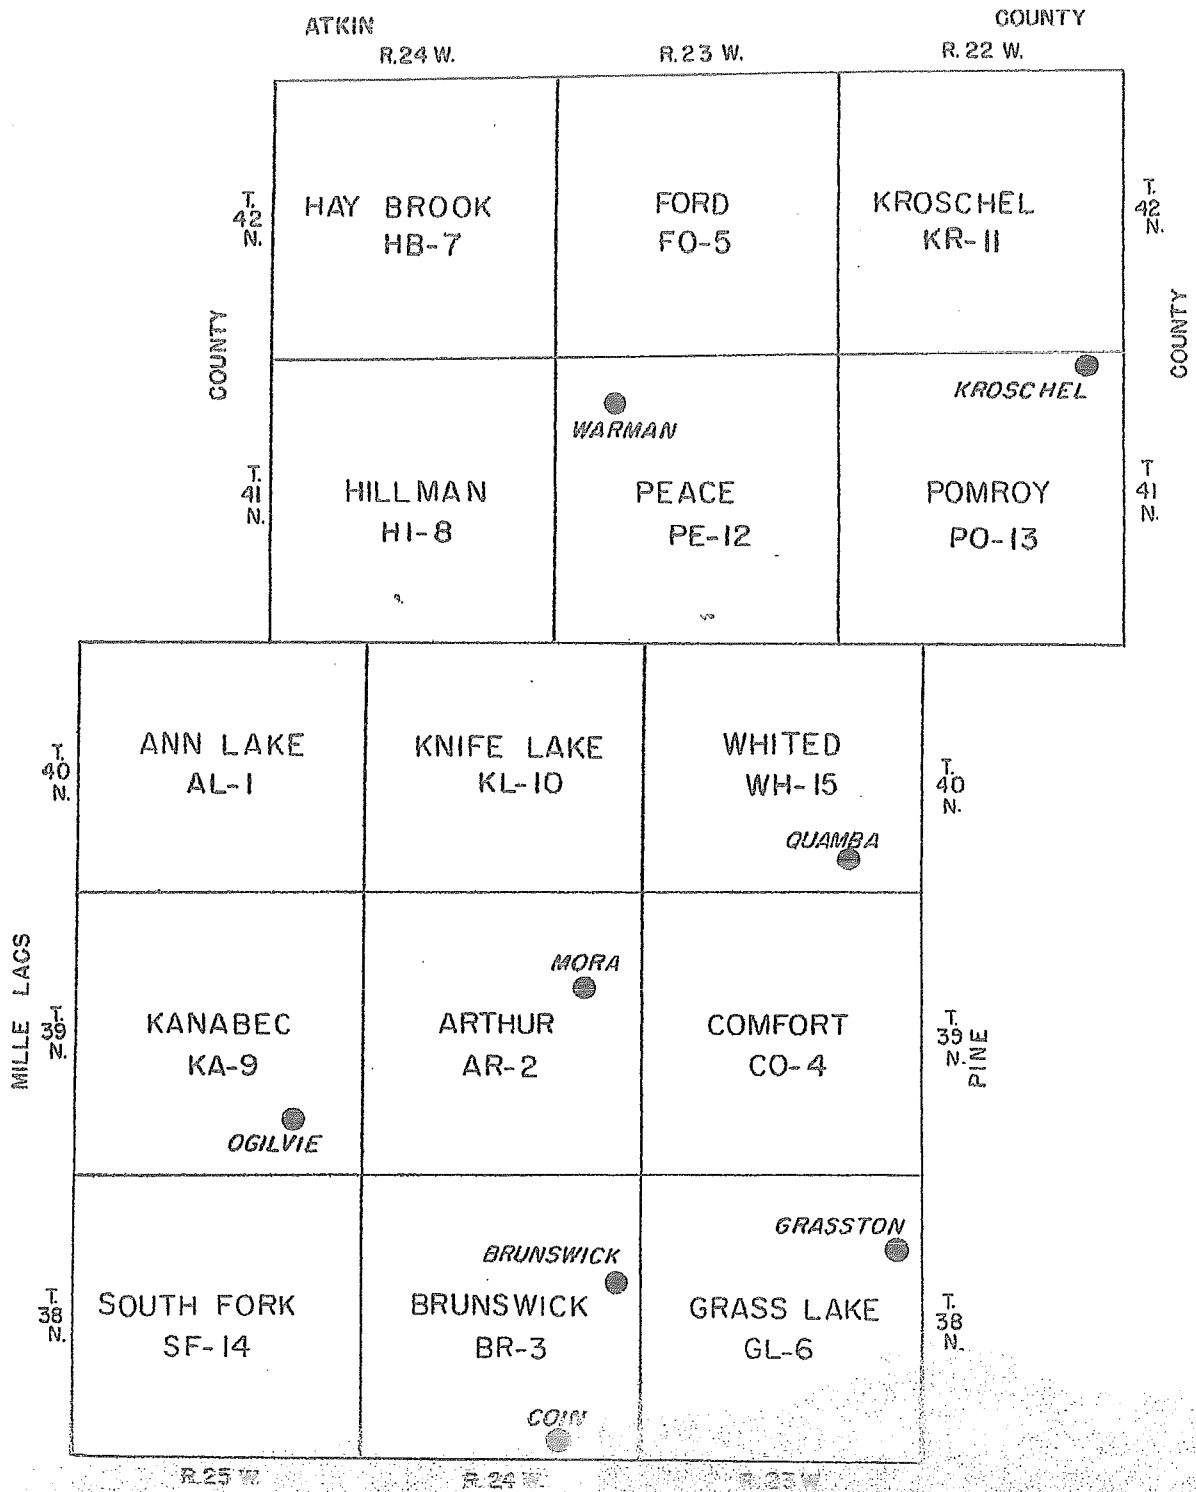 ATKIN COUNTY
R.24 W. R.23 W. R.22 W.
T. 42 N.
HAY BROOK
HB-7
FORD
FO-5
KROSCHEL
KR-11
T. 42 N.
COUNTY
COUNTY
KROSCHEL
WARMAN
T. 41 N.
HILLMAN
HI-8
PEACE
PE-12
POMROY
PO-13
T 41 N.
T. 40 N.
ANN LAKE
AL-1
KNIFE LAKE
KL-10
WHITED
WH-15
QUAMBA
T. 40 N.
MILLE LACS
T. 39 N.
KANABEC
KA-9
OGILVIE
MORA
ARTHUR
AR-2
COMFORT
CO-4
T. 39 N.
PINE
T. 38 N.
SOUTH FORK
SF-14
BRUNSWICK
BRUNSWICK
BR-3
COIN
GRASSTON
GRASS LAKE
GL-6
T. 38 N.
R.25 W. R.24 W. R.23 W.